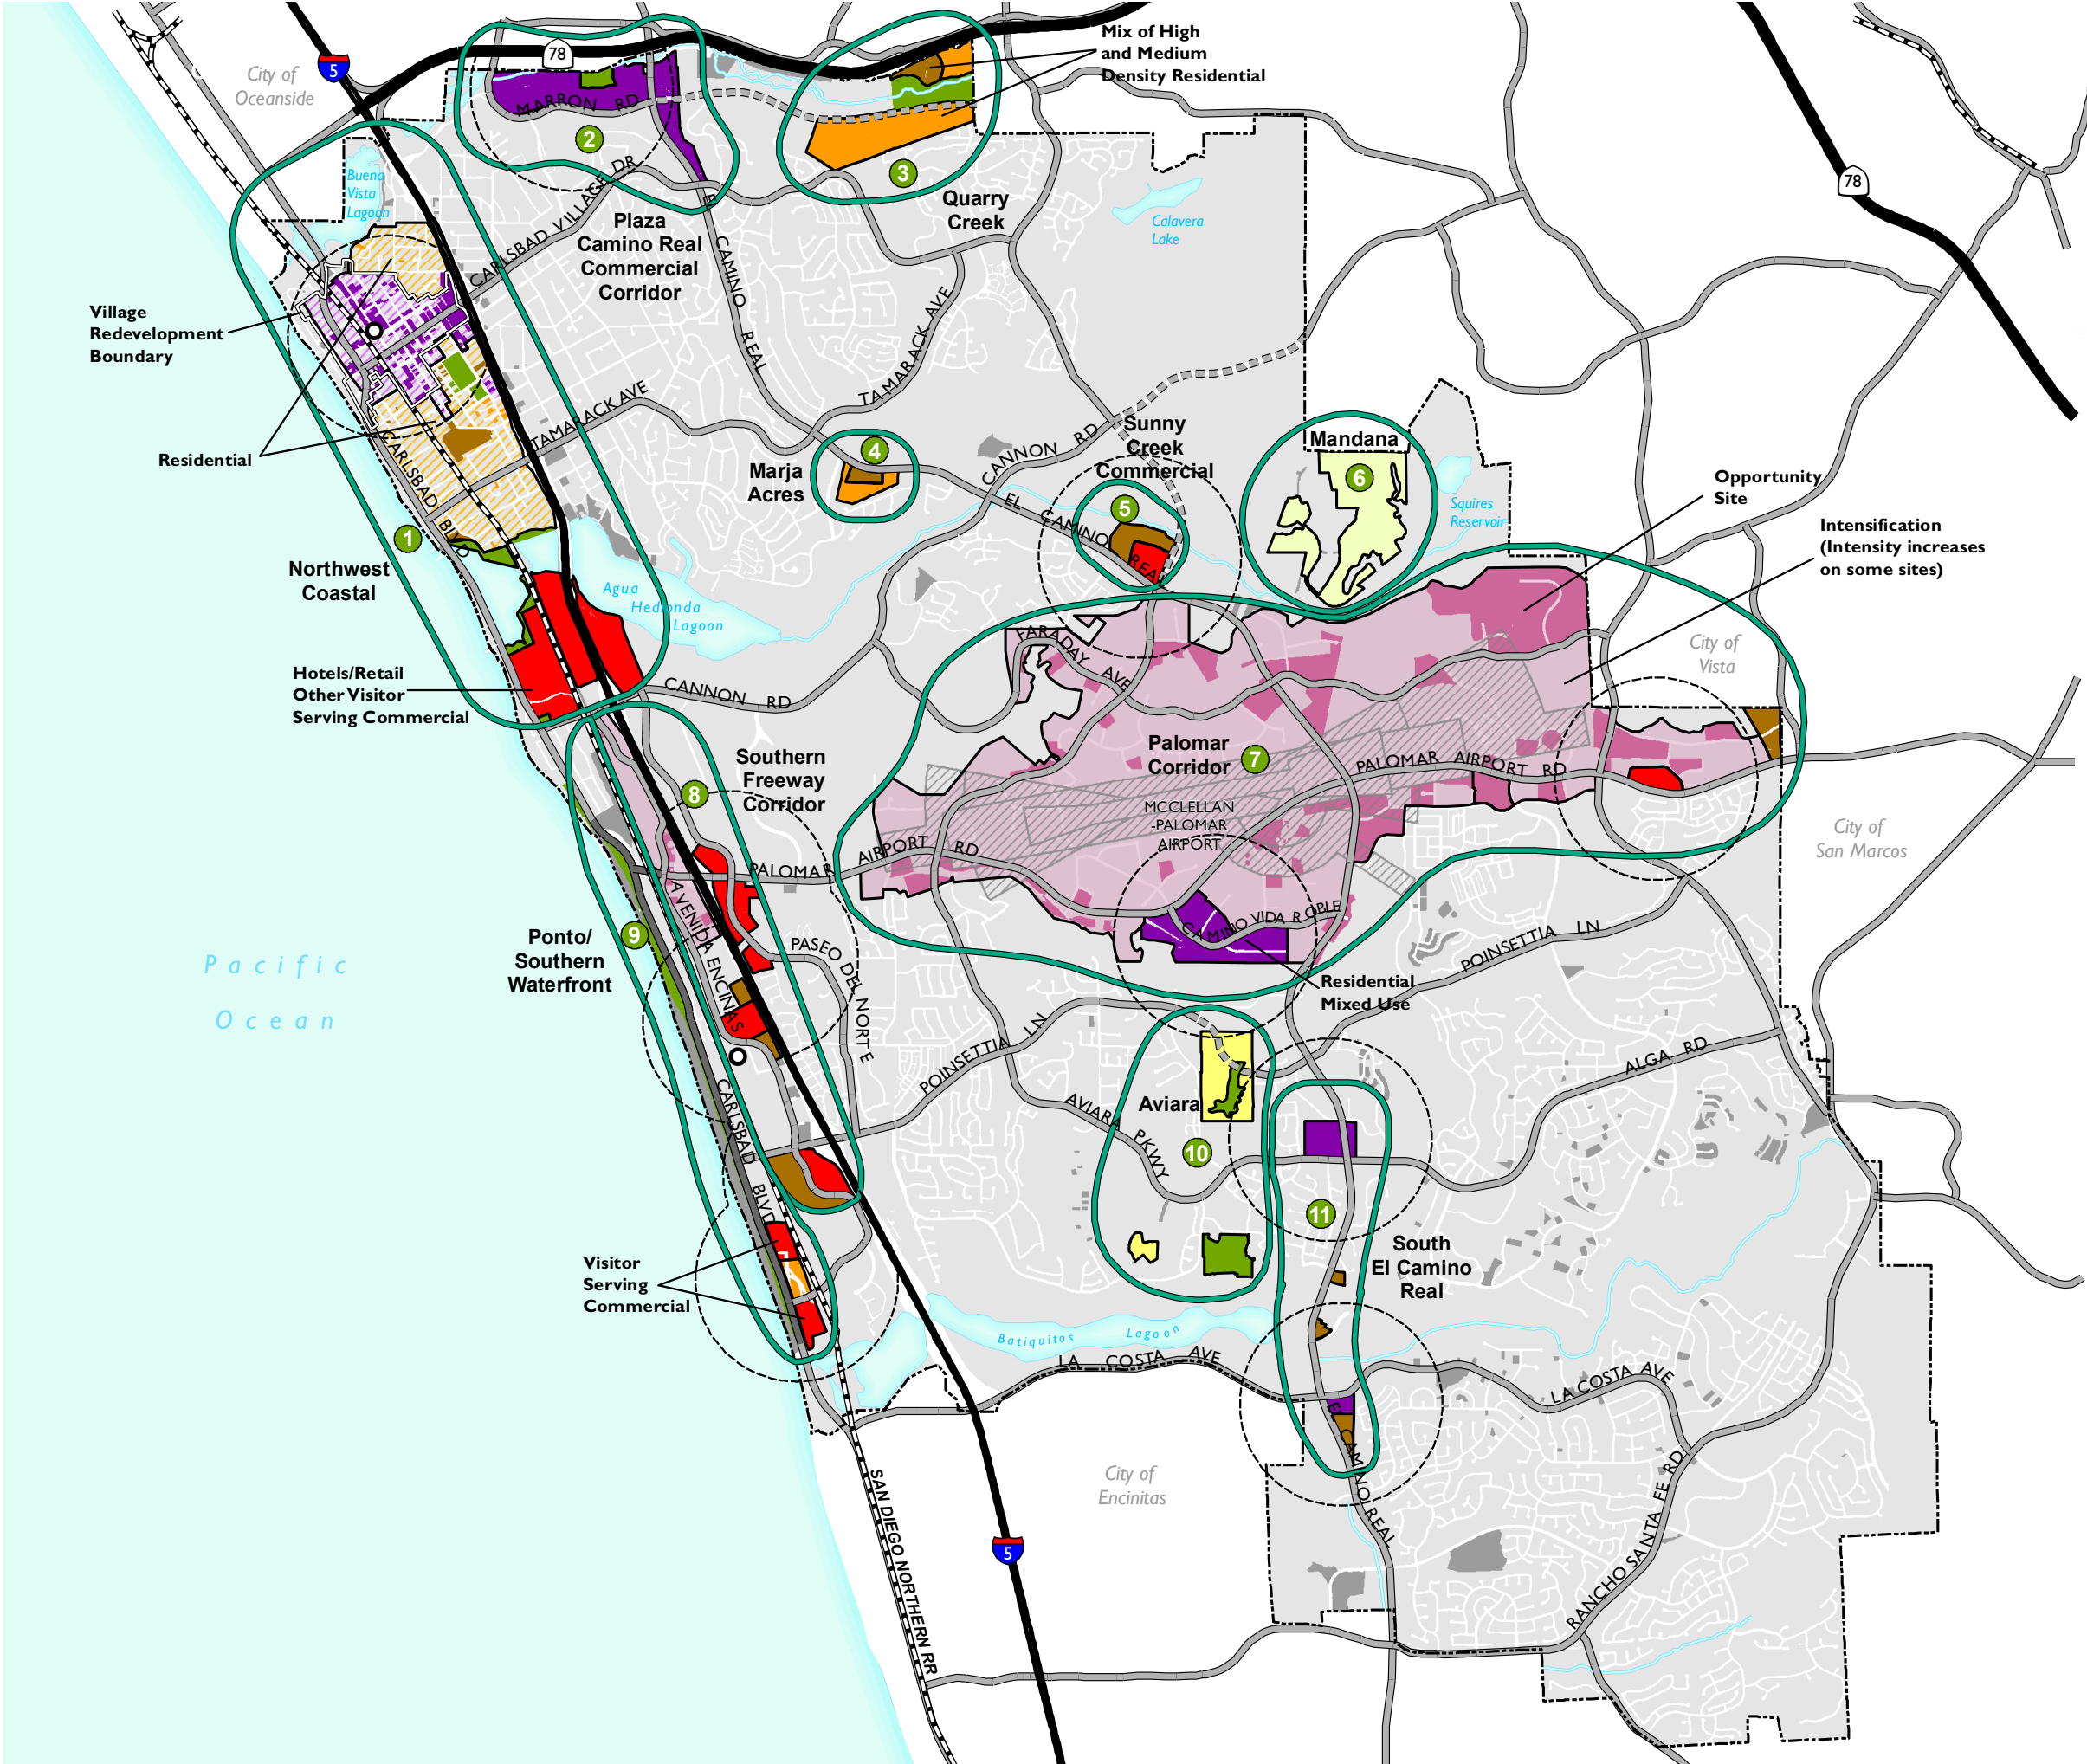 Mix of High
and Medium
Density Residential
78
5
City of
Oceanside
MARRON RD
2
3
Quarry
Creek
78
Buena
Vista
Lagoon
CARLSBAD VILLAGE DR
Plaza
Camino Real
Commercial
Corridor
EL CAMINO REAL
Calavera
Lake
Village
Redevelopment
Boundary
TAMARACK AVE
TAMARACK AVE
Residential
CARLSBAD BLVD
4
Marja
Acres
CANNON RD
Sunny
Creek
Commercial
5
EL CAMINO REAL
Mandana
6
Squires
Reservoir
Opportunity
Site
Intensification
(Intensity increases
on some sites)
1
Northwest
Coastal
Agua
Hedionda
Lagoon
FARADAY AVE
City of
Vista
Hotels/Retail
Other Visitor
Serving Commercial
CANNON RD
Southern
Freeway
Corridor
8
Palomar
Corridor
7
PALOMAR AIRPORT RD
MCCLELLAN
-PALOMAR
AIRPORT
City of
San Marcos
PALOMAR AIRPORT RD
AVENIDA ENCINAS
CAMINO VIDA ROBLE
9
Ponto/
Southern
Waterfront
PASEO DEL NORTE
POINSETTIA LN
Residential
Mixed Use
Pacific
Ocean
POINSETTIA LN
ALGA RD
CARLSBAD BLVD
AVIARA PKWY
Aviara
10
11
South
El Camino
Real
Visitor
Serving
Commercial
Batiquitos Lagoon
LA COSTA AVE
LA COSTA AVE
EL CAMINO REAL
City of
Encinitas
SAN DIEGO NORTHERN RR
5
RANCHO SANTA FE RD